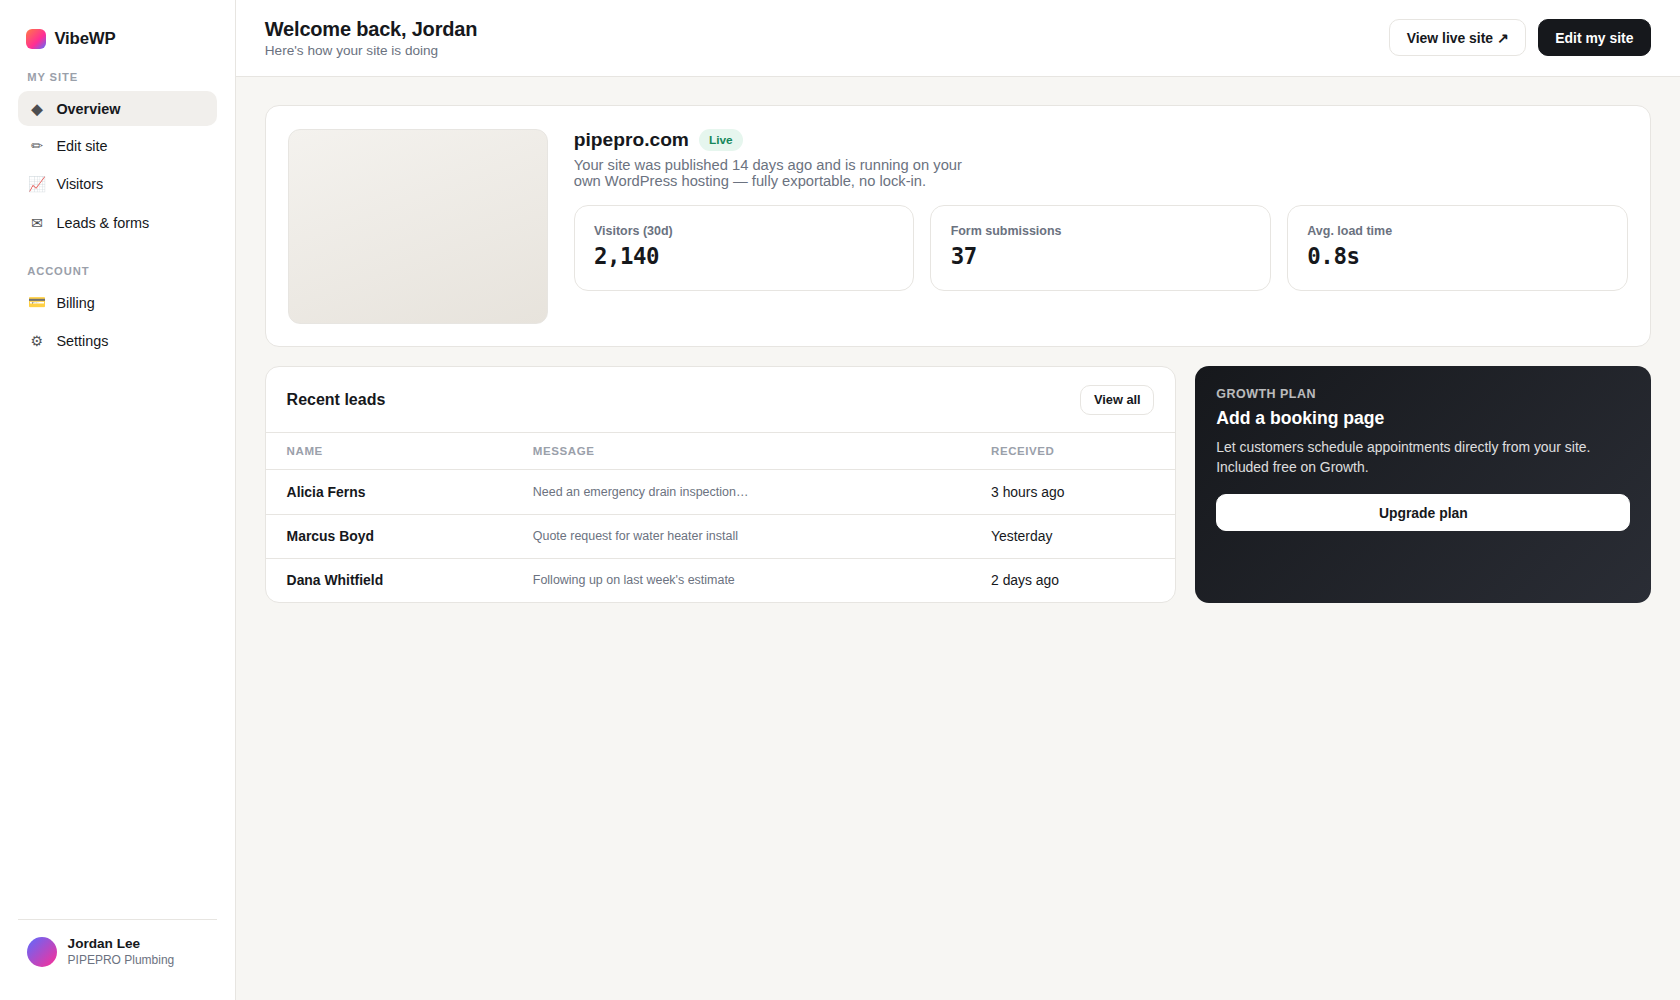 VibeWP
MY SITE
Overview
Edit site
Visitors
Leads & forms
ACCOUNT
Billing
Settings
Jordan Lee
PIPEPRO Plumbing
Welcome back, Jordan
Here's how your site is doing
View live site ↗
Edit my site
pipepro.com Live
Your site was published 14 days ago and is running on your
own WordPress hosting — fully exportable, no lock-in.
Visitors (30d)
2,140
Form submissions
37
Avg. load time
0.8s
Recent leads
View all
NAME MESSAGE RECEIVED
Alicia Ferns Need an emergency drain inspection… 3 hours ago
Marcus Boyd Quote request for water heater install Yesterday
Dana Whitfield Following up on last week's estimate 2 days ago
GROWTH PLAN
Add a booking page
Let customers schedule appointments directly from your site.
Included free on Growth.
Upgrade plan